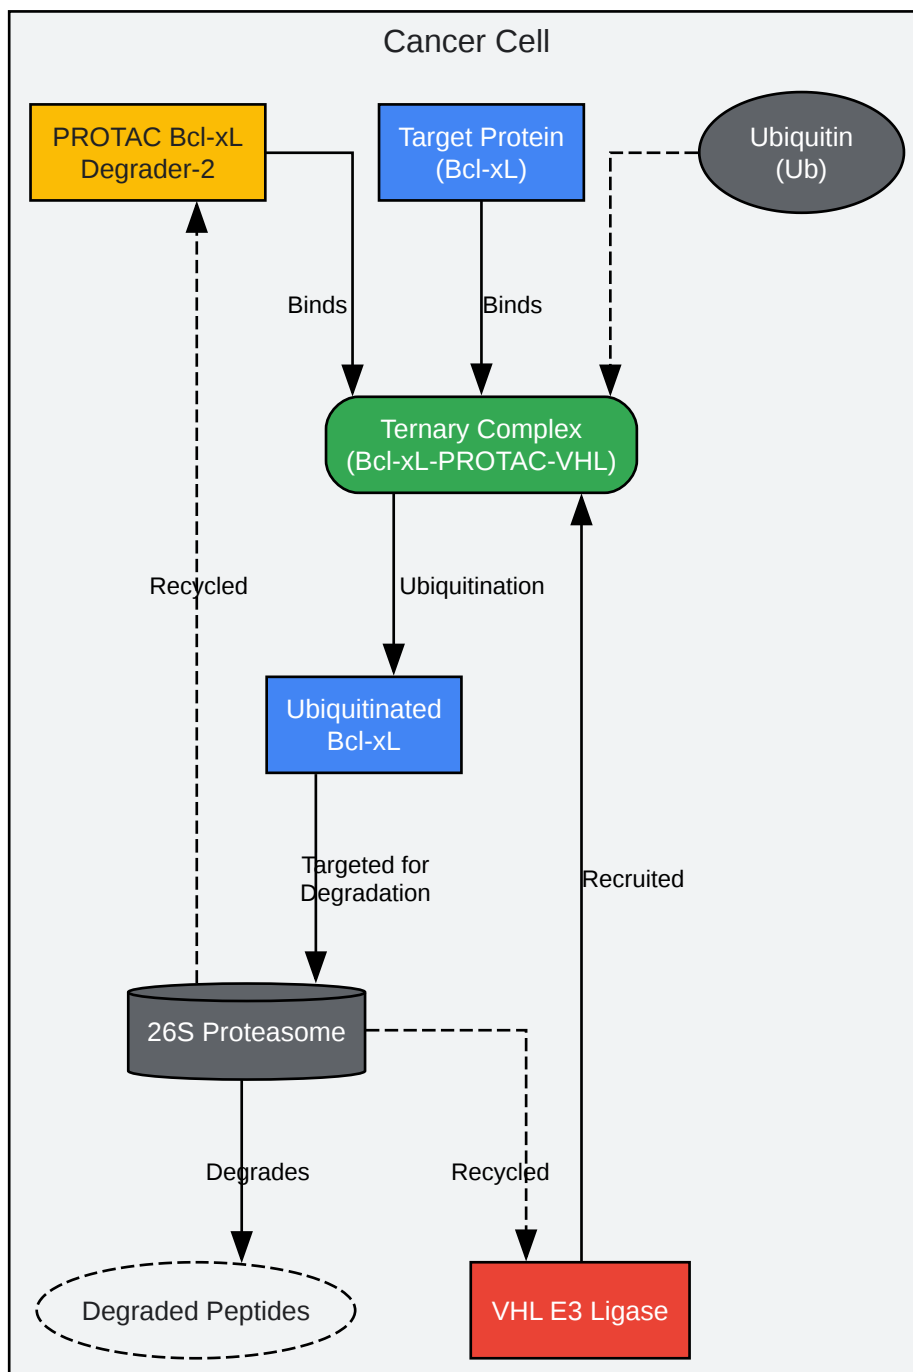 Cancer Cell
PROTAC Bcl-xL
Degrader-2
Target Protein
(Bcl-xL)
Ubiquitin
(Ub)
Binds
Binds
Ternary Complex
(Bcl-xL-PROTAC-VHL)
Recycled
Ubiquitination
Ubiquitinated
Bcl-xL
Targeted for
Degradation
Recruited
26S Proteasome
Degrades
Recycled
Degraded Peptides
VHL E3 Ligase